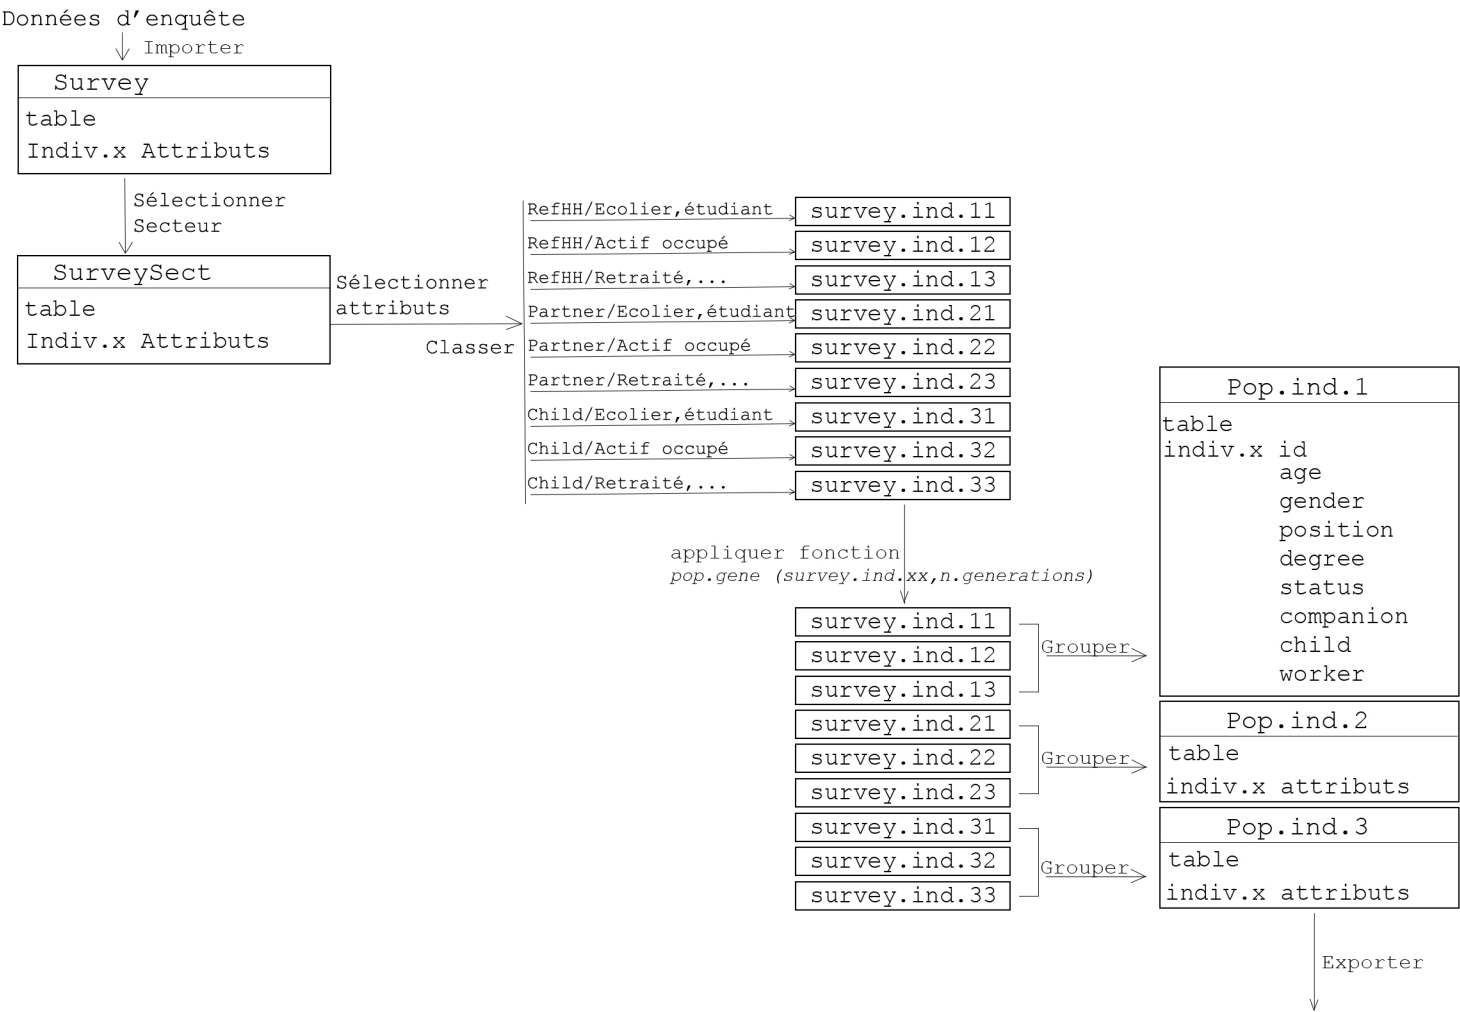 Données d’enquête
Importer
Survey
table
Indiv.x Attributs
Sélectionner
Secteur
SurveySect
table
Indiv.x Attributs
Sélectionner
attributs
Classer
RefHH/Ecolier,étudiant
survey.ind.11
RefHH/Actif occupé
survey.ind.12
RefHH/Retraité,...
survey.ind.13
Partner/Ecolier,étudiant
survey.ind.21
Partner/Actif occupé
survey.ind.22
Partner/Retraité,...
survey.ind.23
Child/Ecolier,étudiant
survey.ind.31
Child/Actif occupé
survey.ind.32
Child/Retraité,...
survey.ind.33
appliquer fonction
pop.gene (survey.ind.xx,n.generations)
survey.ind.11
survey.ind.12
survey.ind.13
survey.ind.21
survey.ind.22
survey.ind.23
survey.ind.31
survey.ind.32
survey.ind.33
Grouper
Grouper
Grouper
Pop.ind.1
table
indiv.x id
age
gender
position
degree
status
companion
child
worker
Pop.ind.2
table
indiv.x attributs
Pop.ind.3
table
indiv.x attributs
Exporter